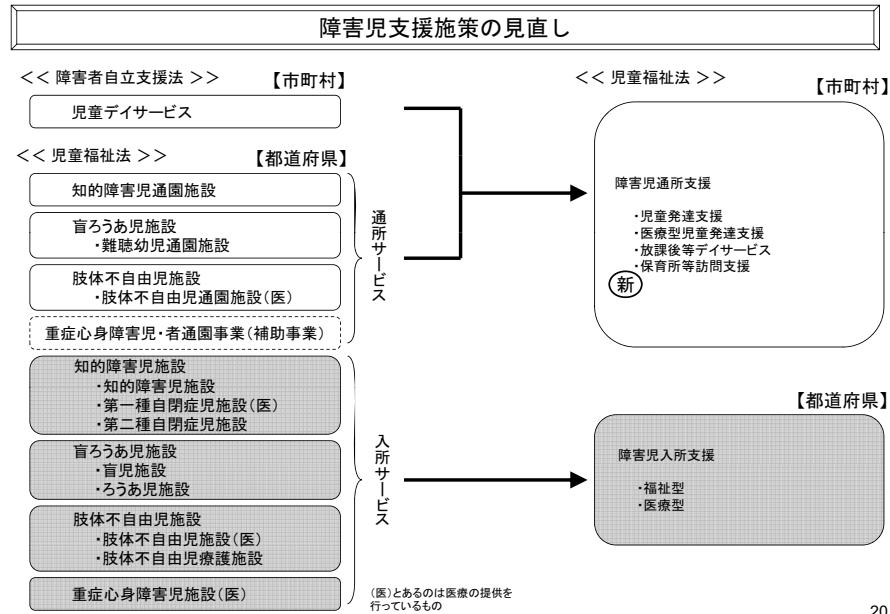 障害児支援施策の見直し
<< 障害者自立支援法 >> 【市町村】
児童デイサービス
<< 児童福祉法 >> 【都道府県】
知的障害児通園施設
盲ろうあ児施設
・難聴幼児通園施設
肢体不自由児施設
・肢体不自由児通園施設(医)
重症心身障害児・者通園事業(補助事業)
通所サービス
知的障害児施設
・知的障害児施設
・第一種自閉症児施設(医)
・第二種自閉症児施設
盲ろうあ児施設
・盲児施設
・ろうあ児施設
肢体不自由児施設
・肢体不自由児施設(医)
・肢体不自由児療護施設
重症心身障害児施設(医)
入所サービス
(医)とあるのは医療の提供を
行っているもの
<< 児童福祉法 >> 【市町村】
障害児通所支援
・児童発達支援
・医療型児童発達支援
・放課後等デイサービス
・保育所等訪問支援
新
【都道府県】
障害児入所支援
・福祉型
・医療型
20